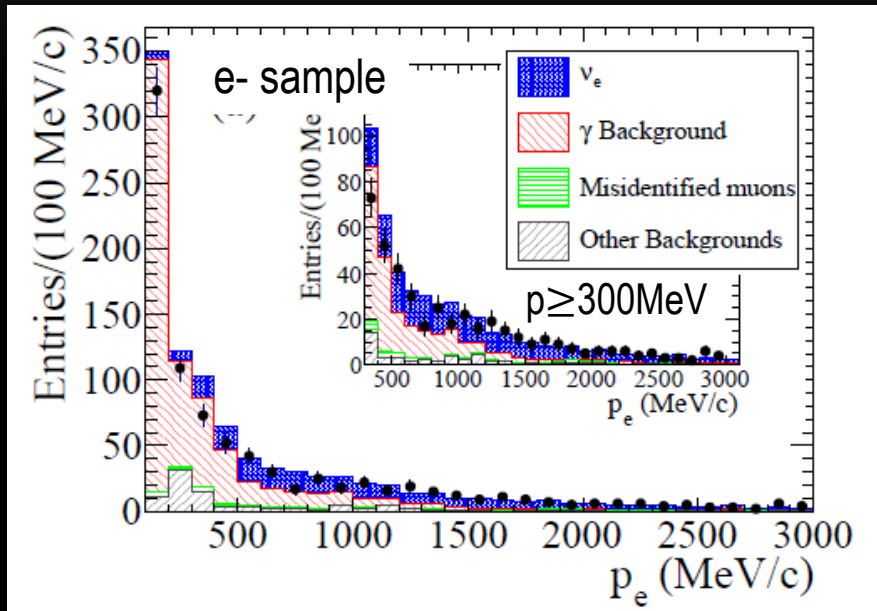 e- sample
ν_e
γ Background
Misidentified muons
Other Backgrounds
p≥300MeV
Entries/(100 MeV/c)
350
300
250
200
150
100
50
0
500
1000
1500
2000
2500
3000
p_e (MeV/c)
Entries/(100 Me
100
80
60
40
20
0
500
1000
1500
2000
2500
3000
p_e (MeV/c)